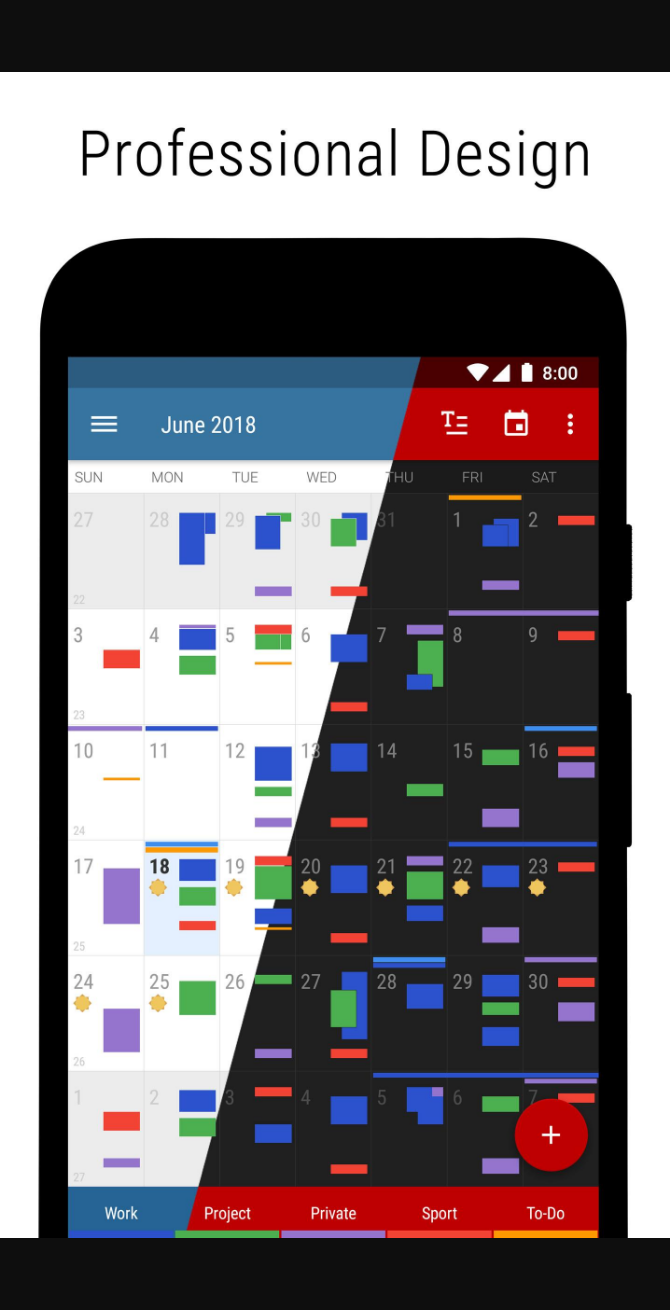 Professional Design
8:00
June 2018
SUN MON TUE WED THU FRI SAT
27 28 29 30 31 1 2
22
3 4 5 6 7 8 9
23
10 11 12 13 14 15 16
24
17 18 19 20 21 22 23
25
24 25 26 27 28 29 30
26
1 2 3 4 5 6 7
27
Work Project Private Sport To-Do